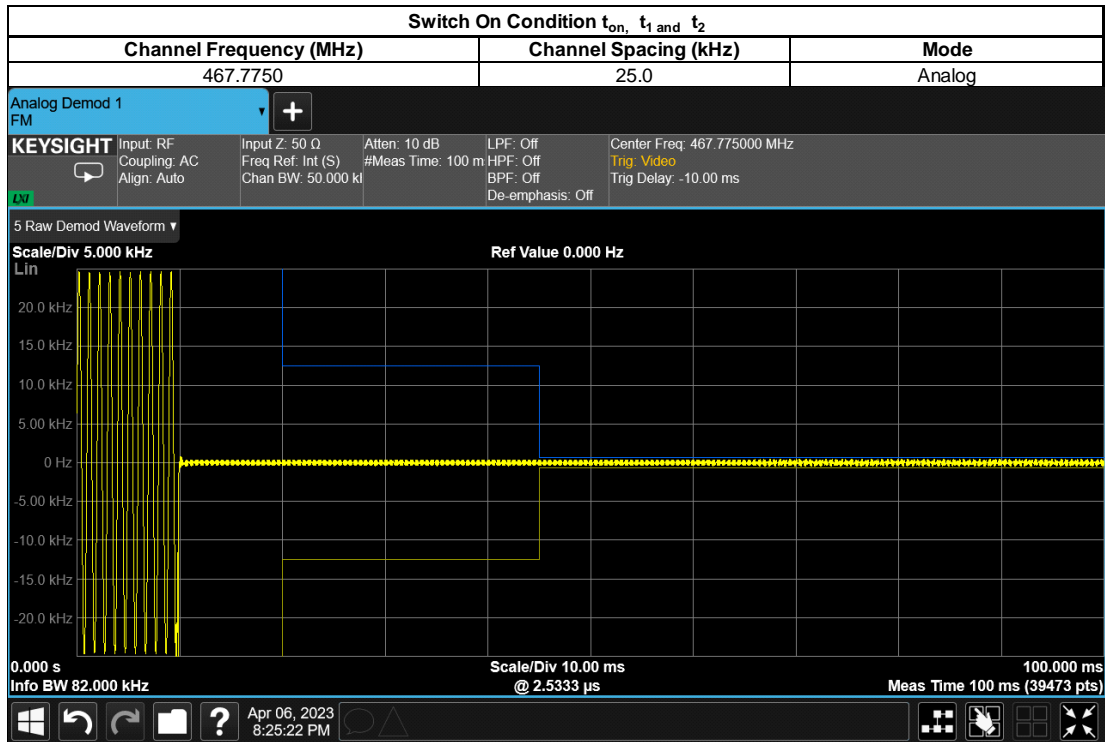 Switch On Condition ton, t1 and t2
Channel Frequency (MHz) Channel Spacing (kHz) Mode
467.7750 25.0 Analog
Analog Demod 1
FM
+
KEYSIGHT Input: RF Input Z: 50 Ω Atten: 10 dB LPF: Off Center Freq: 467.775000 MHz
Coupling: AC Freq Ref: Int (S) #Meas Time: 100 m HPF: Off Trig: Video
Align: Auto Chan BW: 50.000 kl BPF: Off Trig Delay: -10.00 ms
LXI De-emphasis: Off
5 Raw Demod Waveform
Scale/Div 5.000 kHz Ref Value 0.000 Hz
Lin
20.0 kHz
15.0 kHz
10.0 kHz
5.00 kHz
0 Hz
-5.00 kHz
-10.0 kHz
-15.0 kHz
-20.0 kHz
0.000 s Scale/Div 10.00 ms 100.000 ms
Info BW 82.000 kHz @ 2.5333 µs Meas Time 100 ms (39473 pts)
? Apr 06, 2023
8:25:22 PM